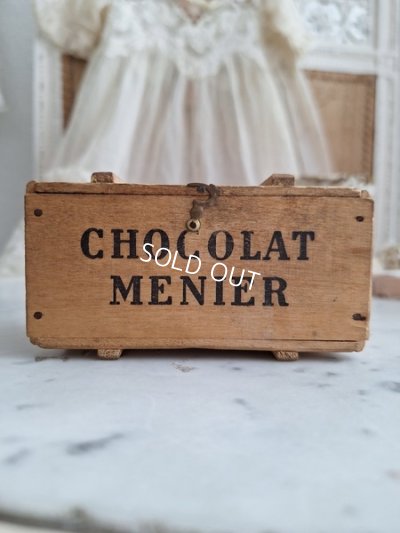 CHOCOLAT
MENIER
SOLD OUT